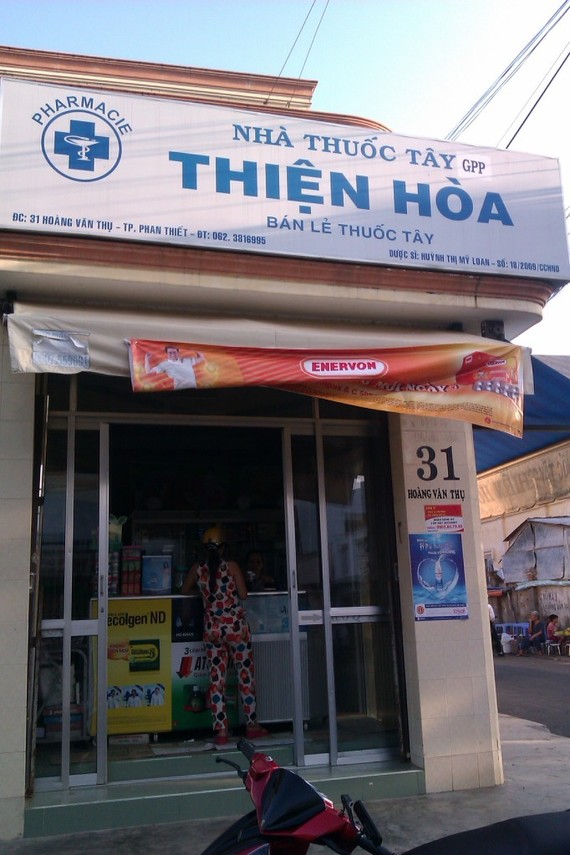 PHARMACIE
NHÀ THUỐC TÂY GPP
THIỆN HÒA
BÁN LẺ THUỐC TÂY
ĐC: 31 HOÀNG VĂN THỤ - TP. PHAN THIẾT - ĐT: 062. 3816995
DƯỢC SĨ: HUỲNH THỊ MỸ LOAN - SỐ: 18/2009/CCHND
ENERVON
MỖI NGÀY
31
HOÀNG VĂN THỤ
ecolgen ND